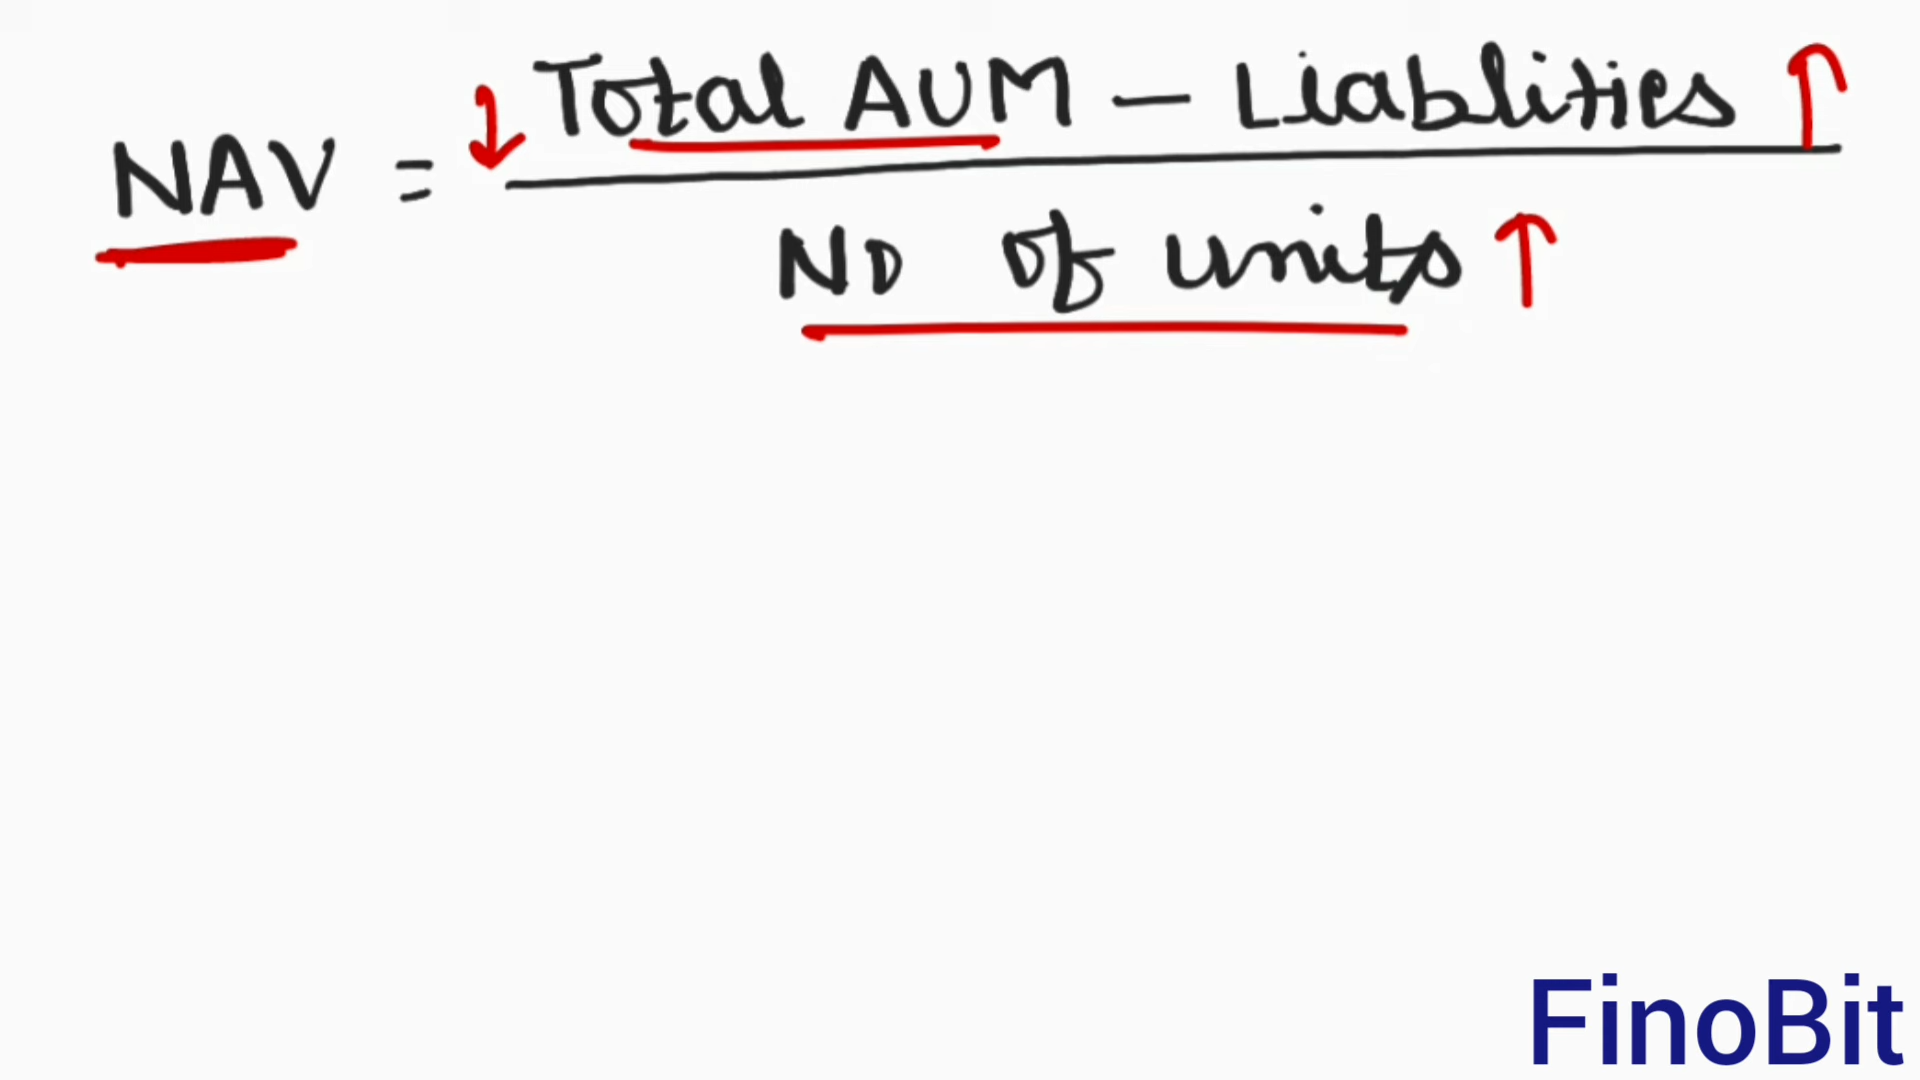 Total AUM - Liablities
NAV =
No of units
FinoBit